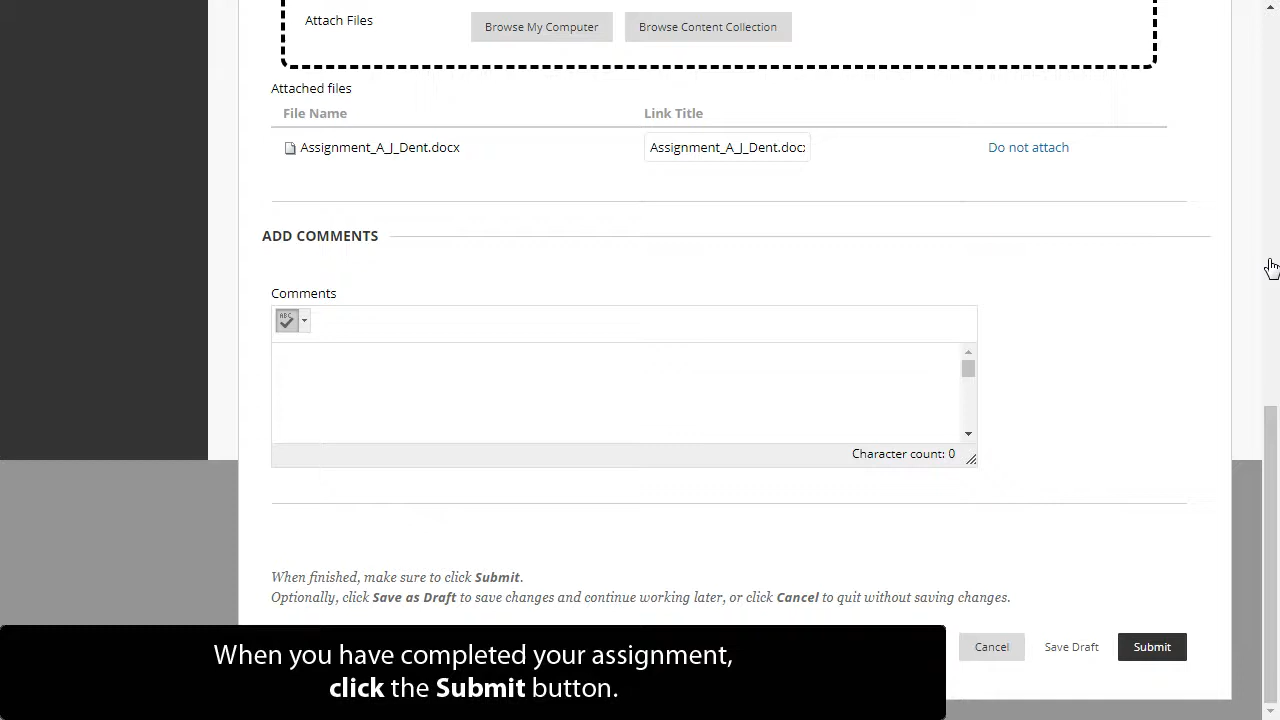 Attach Files
Browse My Computer
Browse Content Collection
Attached files
File Name
Link Title
Assignment_A_J_Dent.docx
Assignment_A_J_Dent.doc
Do not attach
ADD COMMENTS
Comments
ABC
Character count: 0
When finished, make sure to click Submit.
Optionally, click Save as Draft to save changes and continue working later, or click Cancel to quit without saving changes.
When you have completed your assignment,
click the Submit button.
Cancel
Save Draft
Submit